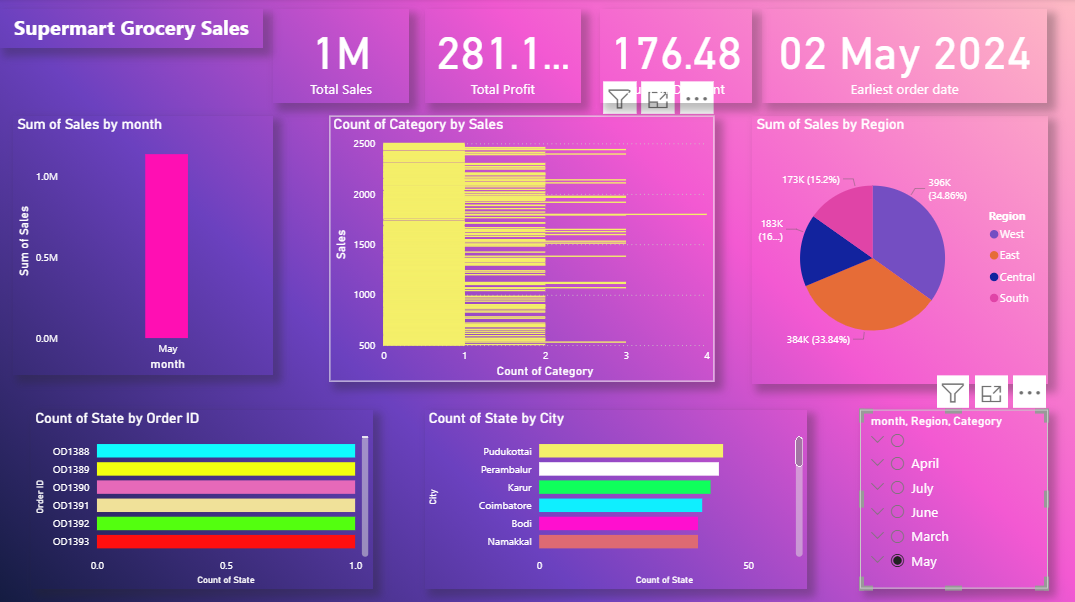 Supermart Grocery Sales
1M
Total Sales
281.1...
Total Profit
176.48
nt
02 May 2024
Earliest order date
Sum of Sales by month
Sum of Sales
1.0M
0.5M
0.0M
May
month
Count of Category by Sales
Sales
2500
2000
1500
1000
500
0 1 2 3 4
Count of Category
Sum of Sales by Region
173K (15.2%)
396K
(34.86%)
183K
(16...)
384K (33.84%)
Region
West
East
Central
South
Count of State by Order ID
Order ID
OD1388
OD1389
OD1390
OD1391
OD1392
OD1393
0.0 0.5 1.0
Count of State
Count of State by City
City
Pudukottai
Perambalur
Karur
Coimbatore
Bodi
Namakkal
0 50
Count of State
month, Region, Category
April
July
June
March
May